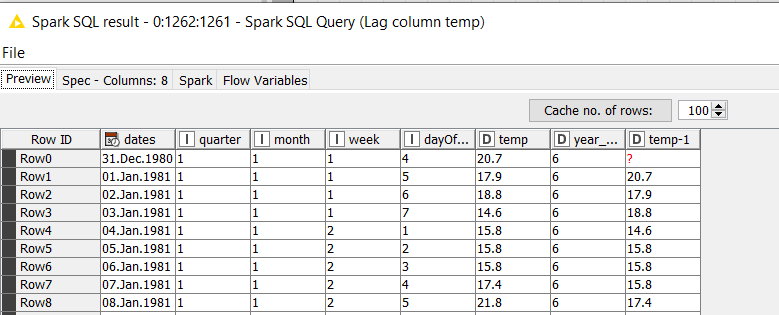 Spark SQL result - 0:1262:1261 - Spark SQL Query (Lag column temp)
File
Preview Spec - Columns: 8 Spark Flow Variables
Cache no. of rows: 100
Row ID dates I quarter I month I week I dayOf... D temp D year_... D temp-1
Row0 31.Dec.1980 1 1 1 4 20.7 6 ?
Row1 01.Jan.1981 1 1 1 5 17.9 6 20.7
Row2 02.Jan.1981 1 1 1 6 18.8 6 17.9
Row3 03.Jan.1981 1 1 1 7 14.6 6 18.8
Row4 04.Jan.1981 1 1 2 1 15.8 6 14.6
Row5 05.Jan.1981 1 1 2 2 15.8 6 15.8
Row6 06.Jan.1981 1 1 2 3 15.8 6 15.8
Row7 07.Jan.1981 1 1 2 4 17.4 6 15.8
Row8 08.Jan.1981 1 1 2 5 21.8 6 17.4